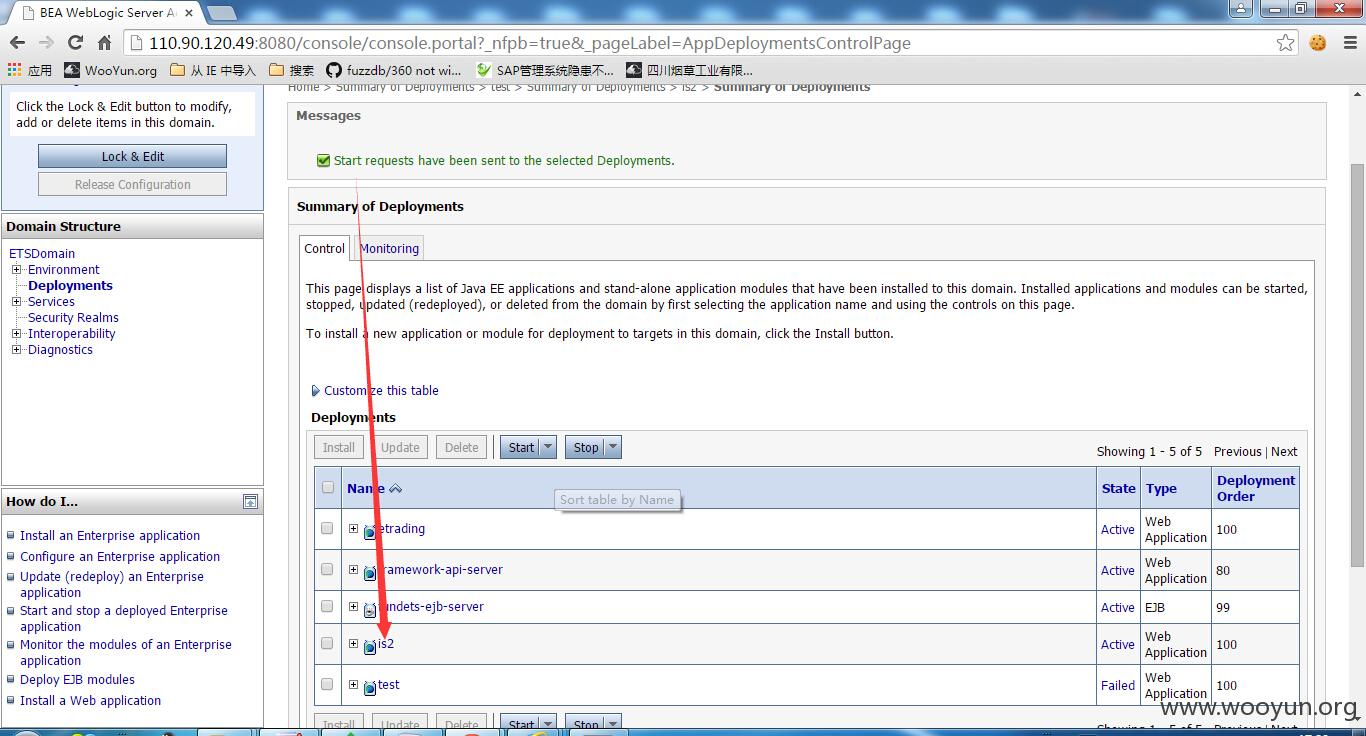 BEA WebLogic Server A
110.90.120.49:8080/console/console.portal?_nfpb=true&_pageLabel=AppDeploymentsControlPage
应用 WooYun.org 从 IE 中导入 搜索 fuzzdb/360 not wi... SAP管理系统隐患不... 四川烟草工业有限...
Click the Lock & Edit button to modify,
add or delete items in this domain.
Lock & Edit
Release Configuration
Domain Structure
ETSDomain
Environment
Deployments
Services
Security Realms
Interoperability
Diagnostics
How do I...
Install an Enterprise application
Configure an Enterprise application
Update (redeploy) an Enterprise
application
Start and stop a deployed Enterprise
application
Monitor the modules of an Enterprise
application
Deploy EJB modules
Install a Web application
Home > Summary of Deployments > test > Summary of Deployments > is2 > Summary of Deployments
Messages
Start requests have been sent to the selected Deployments.
Summary of Deployments
Control Monitoring
This page displays a list of Java EE applications and stand-alone application modules that have been installed to this domain. Installed applications and modules can be started,
stopped, updated (redeployed), or deleted from the domain by first selecting the application name and using the controls on this page.
To install a new application or module for deployment to targets in this domain, click the Install button.
Customize this table
Deployments
Install Update Delete Start Stop Showing 1 - 5 of 5 Previous | Next
Name State Type Deployment
Order
Sort table by Name
etrading Active Web
Application 100
framework-api-server Active Web
Application 80
fundets-ejb-server Active EJB 99
is2 Active Web
Application 100
test Failed Web
Application 100
Install Update Delete Start Stop Showing 1 - 5 of 5 Previous | Next
www.wooyun.org